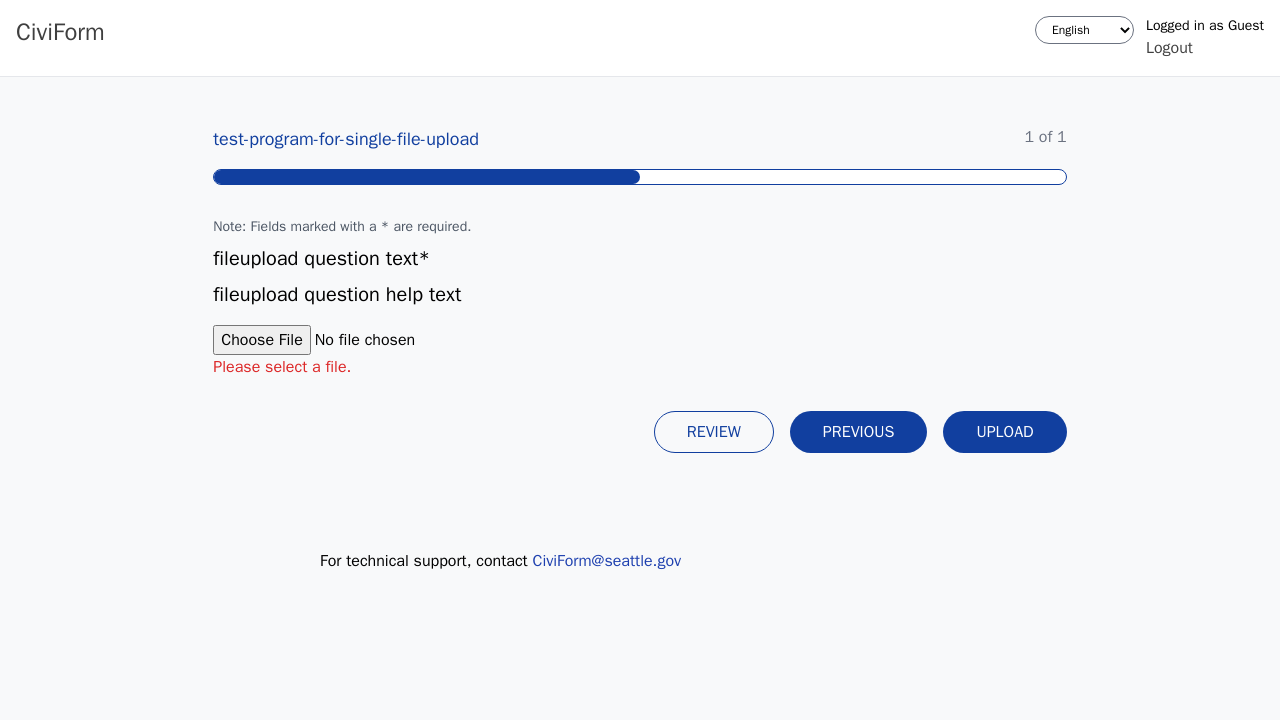 CiviForm
English
Logged in as Guest
Logout
test-program-for-single-file-upload
1 of 1
Note: Fields marked with a * are required.
fileupload question text*
fileupload question help text
Choose File No file chosen
Please select a file.
REVIEW
PREVIOUS
UPLOAD
For technical support, contact CiviForm@seattle.gov